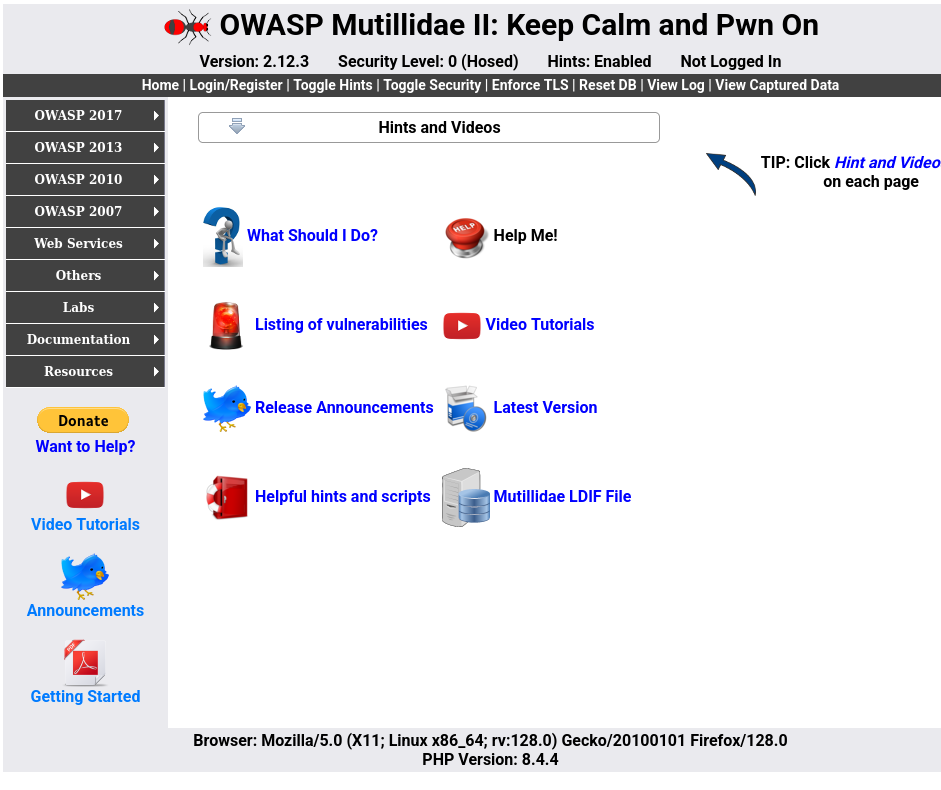 OWASP Mutillidae II: Keep Calm and Pwn On
Version: 2.12.3 Security Level: 0 (Hosed) Hints: Enabled Not Logged In
Home | Login/Register | Toggle Hints | Toggle Security | Enforce TLS | Reset DB | View Log | View Captured Data
OWASP 2017
OWASP 2013
OWASP 2010
OWASP 2007
Web Services
Others
Labs
Documentation
Resources
Donate
Want to Help?
Video Tutorials
Announcements
Getting Started
Hints and Videos
TIP: Click Hint and Video
on each page
What Should I Do?
HELP
Help Me!
Listing of vulnerabilities
Video Tutorials
Release Announcements
Latest Version
Helpful hints and scripts
Mutillidae LDIF File
Browser: Mozilla/5.0 (X11; Linux x86_64; rv:128.0) Gecko/20100101 Firefox/128.0
PHP Version: 8.4.4